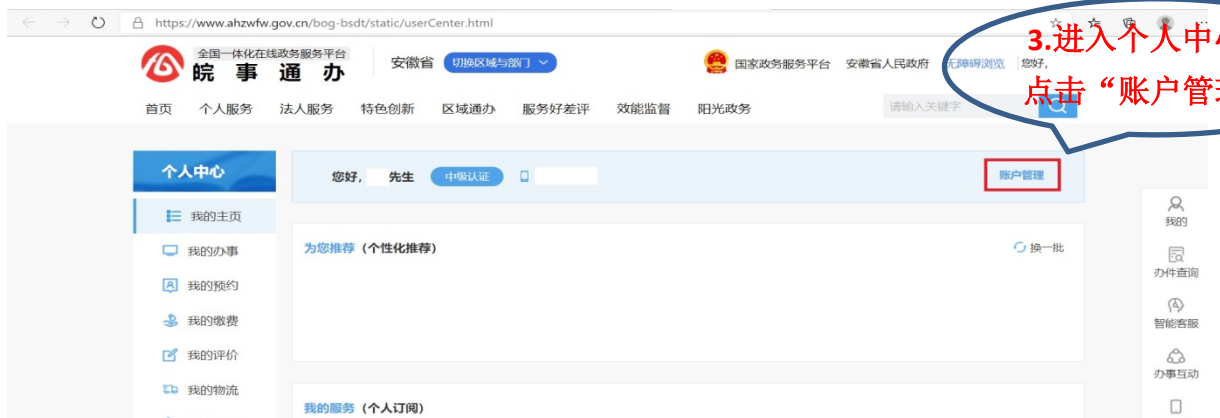 https://www.ahzwfw.gov.cn/bog-bsdt/static/userCenter.html
3.进入个人中
点击“账户管
全国一体化在线政务服务平台
皖事通办
安徽省 切换区域与部门
国家政务服务平台 安徽省人民政府 无障碍浏览 您好,
首页 个人服务 法人服务 特色创新 区域通办 服务好差评 效能监督 阳光政务
请输入关键字
个人中心
您好, 先生 中级认证
账户管理
我的主页
我的办事
我的预约
我的缴费
我的评价
我的物流
为您推荐 (个性化推荐)
换一批
我的服务 (个人订阅)
我的
办件查询
智能客服
办事互动